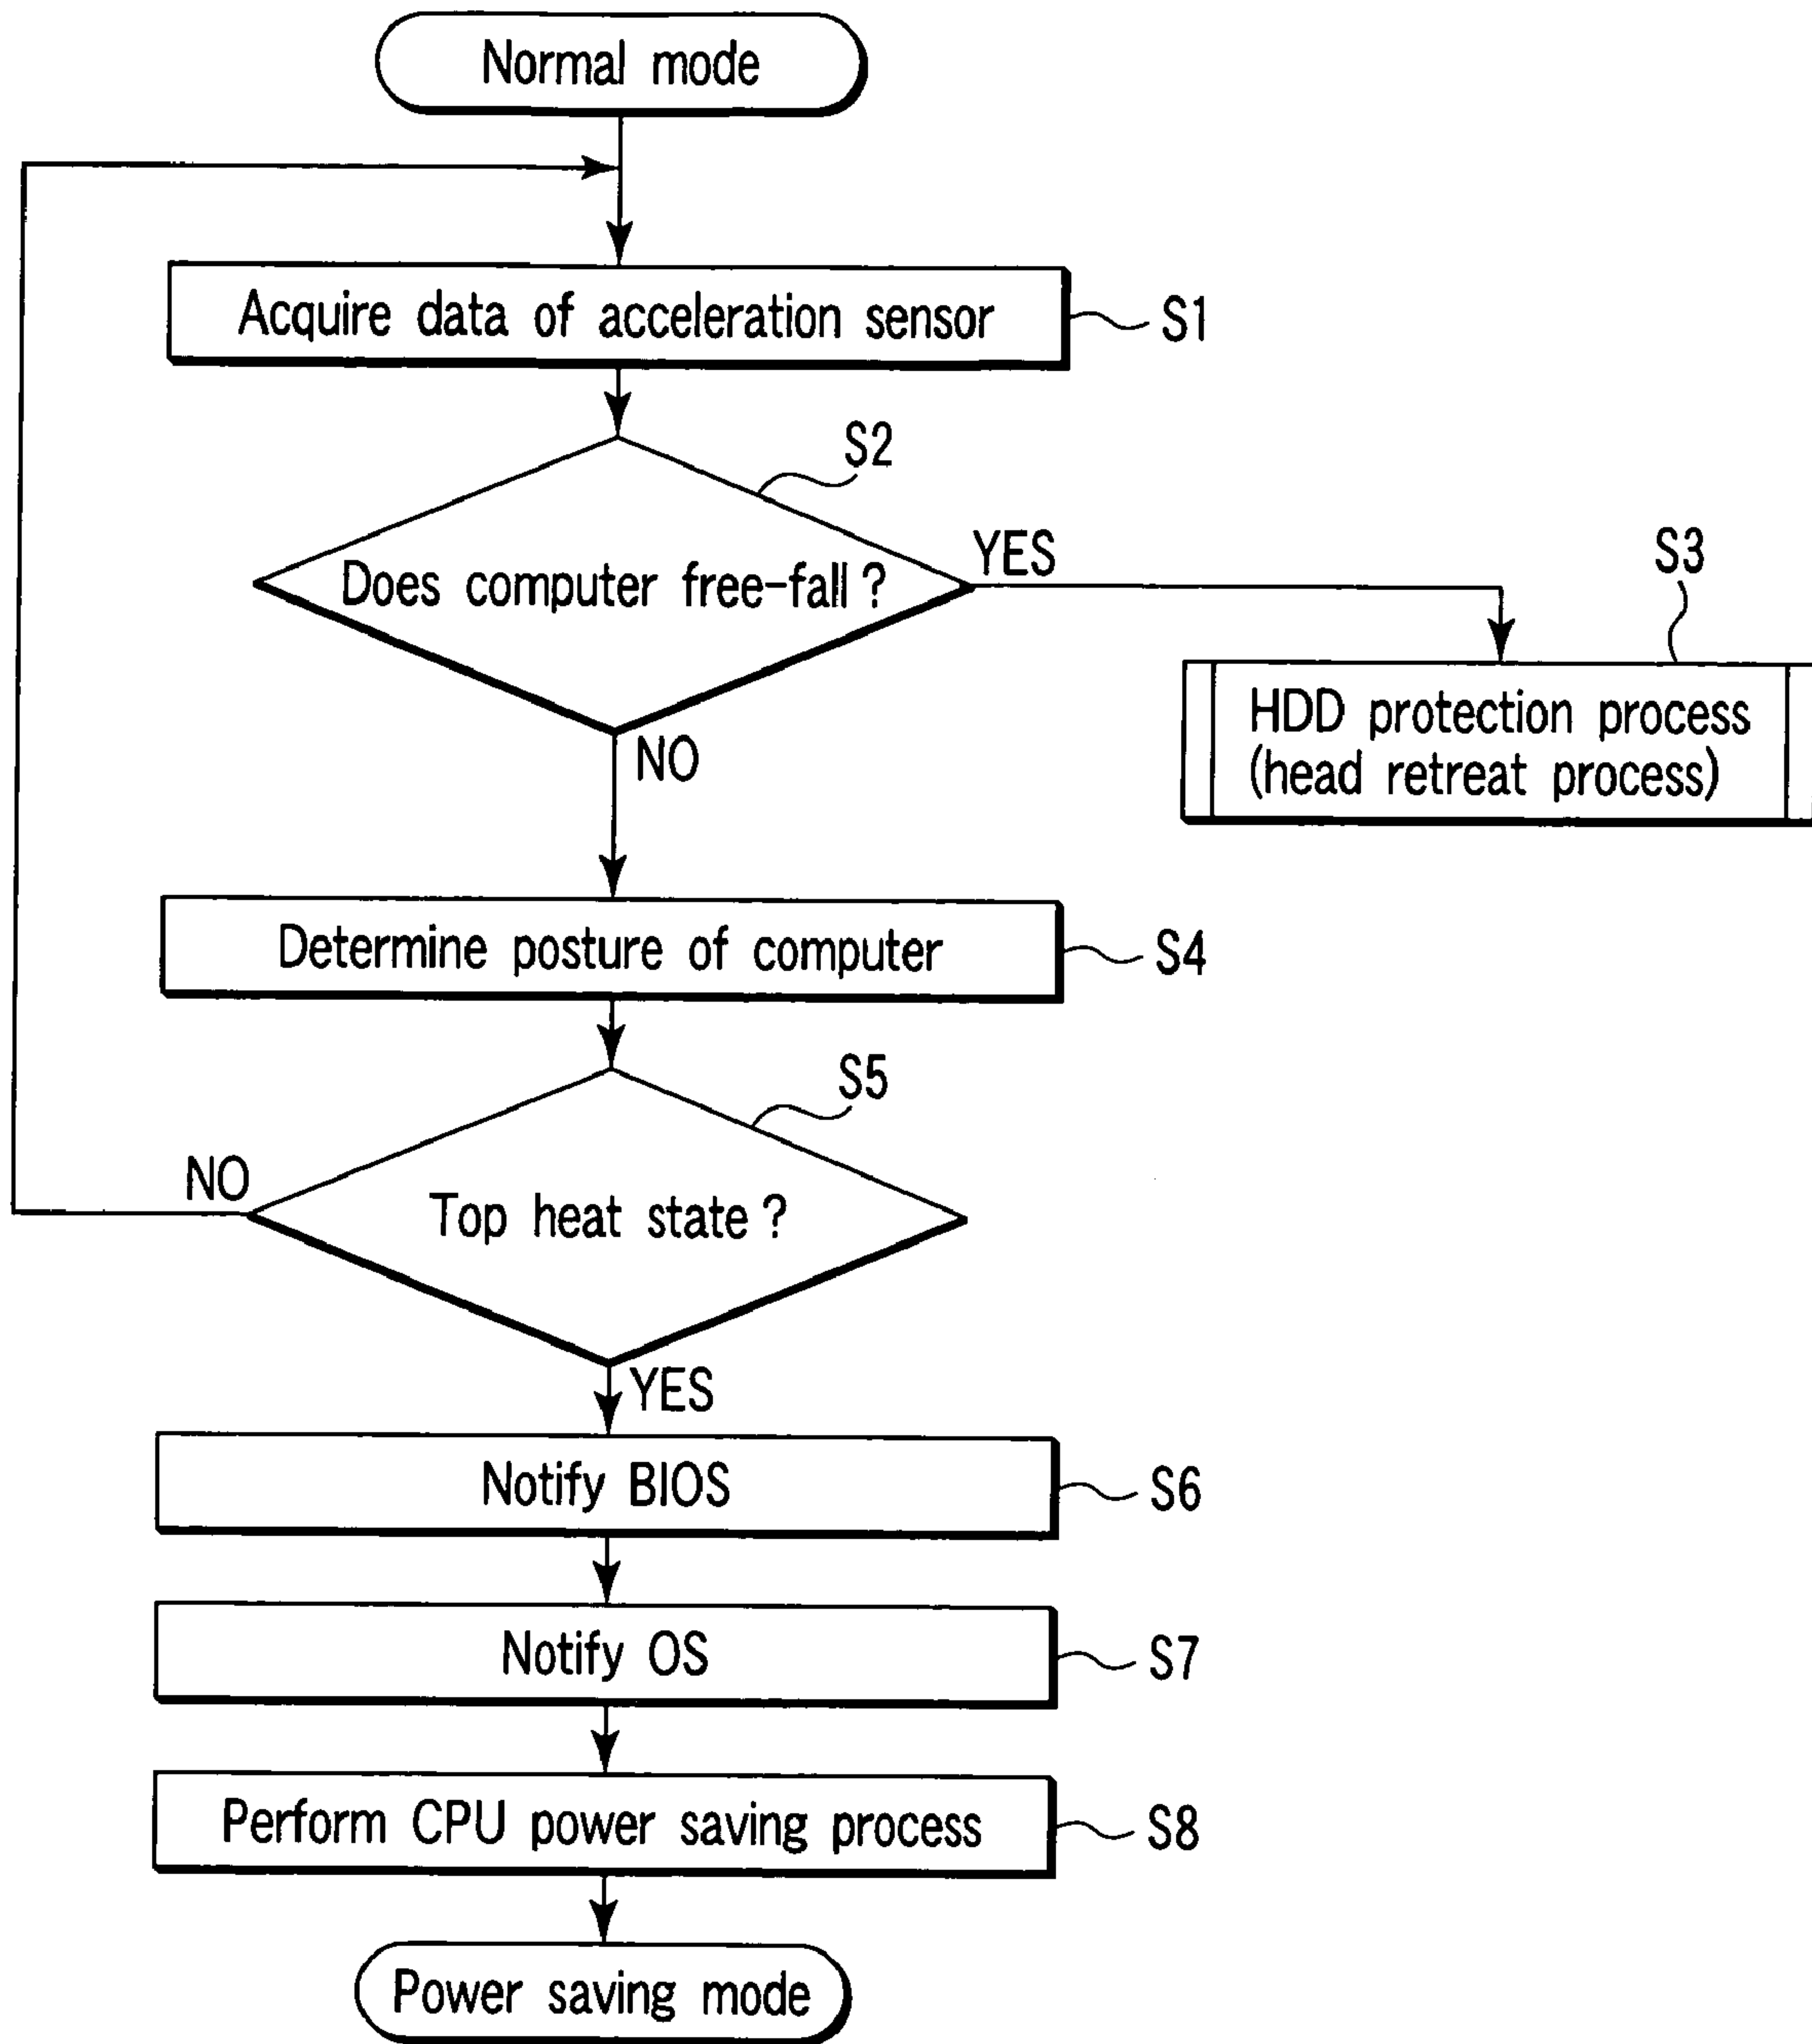 Normal mode
Acquire data of acceleration sensor
S1
S2
Does computer free-fall?
YES
S3
HDD protection process
(head retreat process)
NO
Determine posture of computer
S4
S5
NO
Top heat state?
YES
Notify BIOS
S6
Notify OS
S7
Perform CPU power saving process
S8
Power saving mode